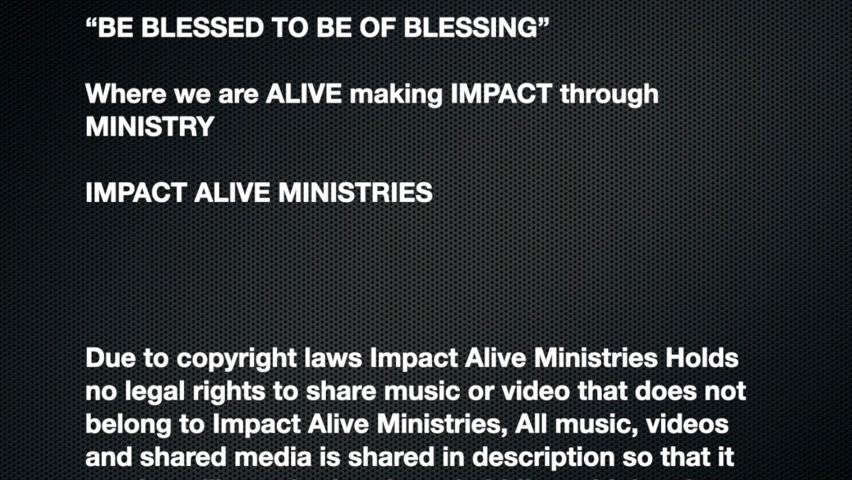 “BE BLESSED TO BE OF BLESSING”
Where we are ALIVE making IMPACT through
MINISTRY
IMPACT ALIVE MINISTRIES
Due to copyright laws Impact Alive Ministries Holds
no legal rights to share music or video that does not
belong to Impact Alive Ministries, All music, videos
and shared media is shared in description so that it